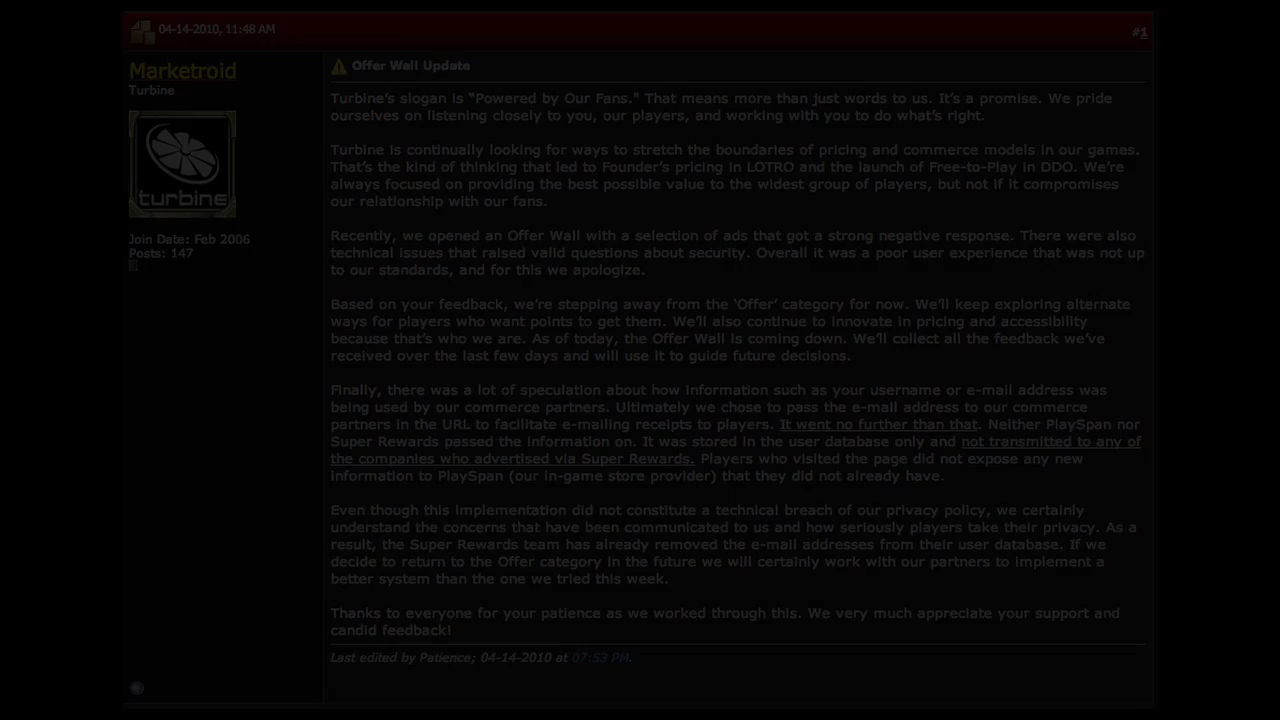 04-14-2010, 11:48 AM
#1
Marketroid
Turbine
turbine
Join Date: Feb 2006
Posts: 147
Offer Wall Update
Turbine's slogan is "Powered by Our Fans." That means more than just words to us. It's a promise. We pride
ourselves on listening closely to you, our players, and working with you to do what's right.
Turbine is continually looking for ways to stretch the boundaries of pricing and commerce models in our games.
That's the kind of thinking that led to Founder's pricing in LOTRO and the launch of Free-to-Play in DDO. We're
always focused on providing the best possible value to the widest group of players, but not if it compromises
our relationship with our fans.
Recently, we opened an Offer Wall with a selection of ads that got a strong negative response. There were also
technical issues that raised valid questions about security. Overall it was a poor user experience that was not up
to our standards, and for this we apologize.
Based on your feedback, we're stepping away from the 'Offer' category for now. We'll keep exploring alternate
ways for players who want points to get them. We'll also continue to innovate in pricing and accessibility
because that's who we are. As of today, the Offer Wall is coming down. We'll collect all the feedback we've
received over the last few days and will use it to guide future decisions.
Finally, there was a lot of speculation about how information such as your username or e-mail address was
being used by our commerce partners. Ultimately we chose to pass the e-mail address to our commerce
partners in the URL to facilitate e-mailing receipts to players. It went no further than that. Neither PlaySpan nor
Super Rewards passed the information on. It was stored in the user database only and not transmitted to any of
the companies who advertised via Super Rewards. Players who visited the page did not expose any new
information to PlaySpan (our in-game store provider) that they did not already have.
Even though this implementation did not constitute a technical breach of our privacy policy, we certainly
understand the concerns that have been communicated to us and how seriously players take their privacy. As a
result, the Super Rewards team has already removed the e-mail addresses from their user database. If we
decide to return to the Offer category in the future we will certainly work with our partners to implement a
better system than the one we tried this week.
Thanks to everyone for your patience as we worked through this. We very much appreciate your support and
candid feedback!
Last edited by Patience; 04-14-2010 at 07:53 PM.